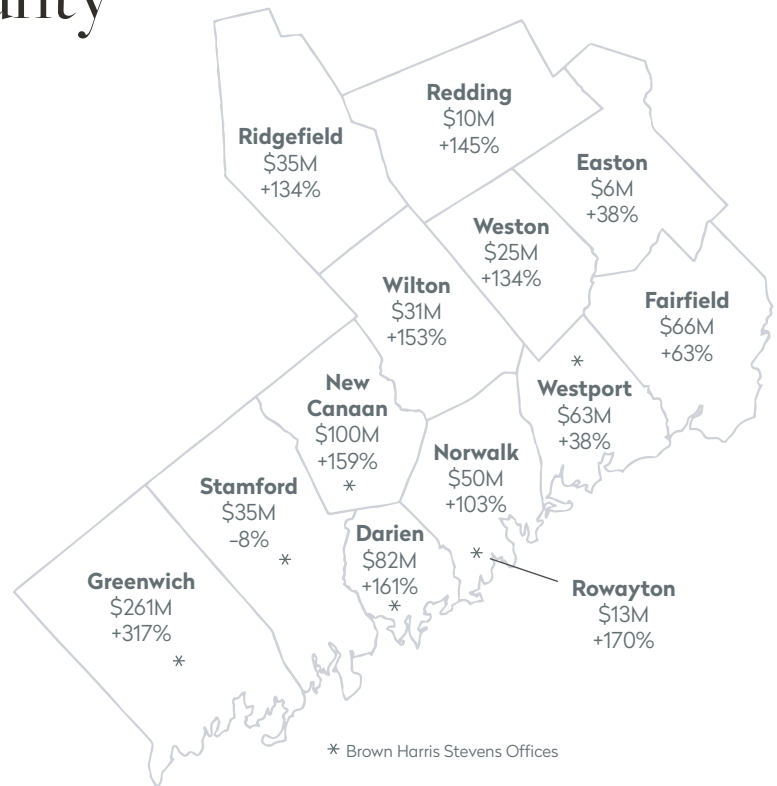 Redding
$10M
+145%
Ridgefield
$35M
+134%
Easton
$6M
+38%
Weston
$25M
+134%
Wilton
$31M
+153%
Fairfield
$66M
+63%
*
Westport
$63M
+38%
New
Canaan
$100M
+159%
*
Norwalk
$50M
+103%
*
Stamford
$35M
-8%
*
Darien
$82M
+161%
*
Greenwich
$261M
+317%
*
Rowayton
$13M
+170%
* Brown Harris Stevens Offices